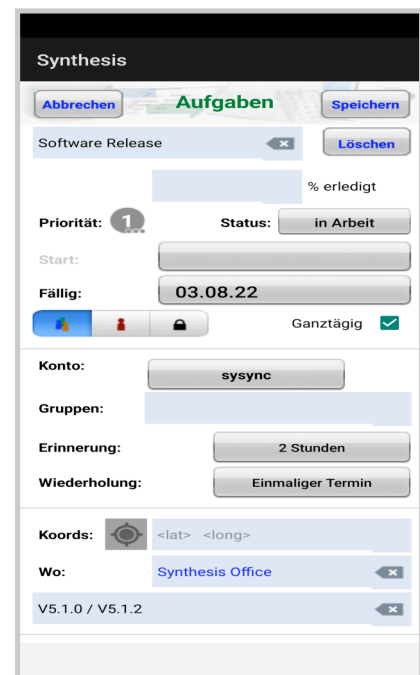 Synthesis
Abbrechen Aufgaben Speichern
Software Release Löschen
% erledigt
Priorität: 1 Status: in Arbeit
Start:
Fällig: 03.08.22
Ganztägig
Konto: sysync
Gruppen:
Erinnerung: 2 Stunden
Wiederholung: Einmaliger Termin
Koords: <lat> <long>
Wo: Synthesis Office
V5.1.0 / V5.1.2